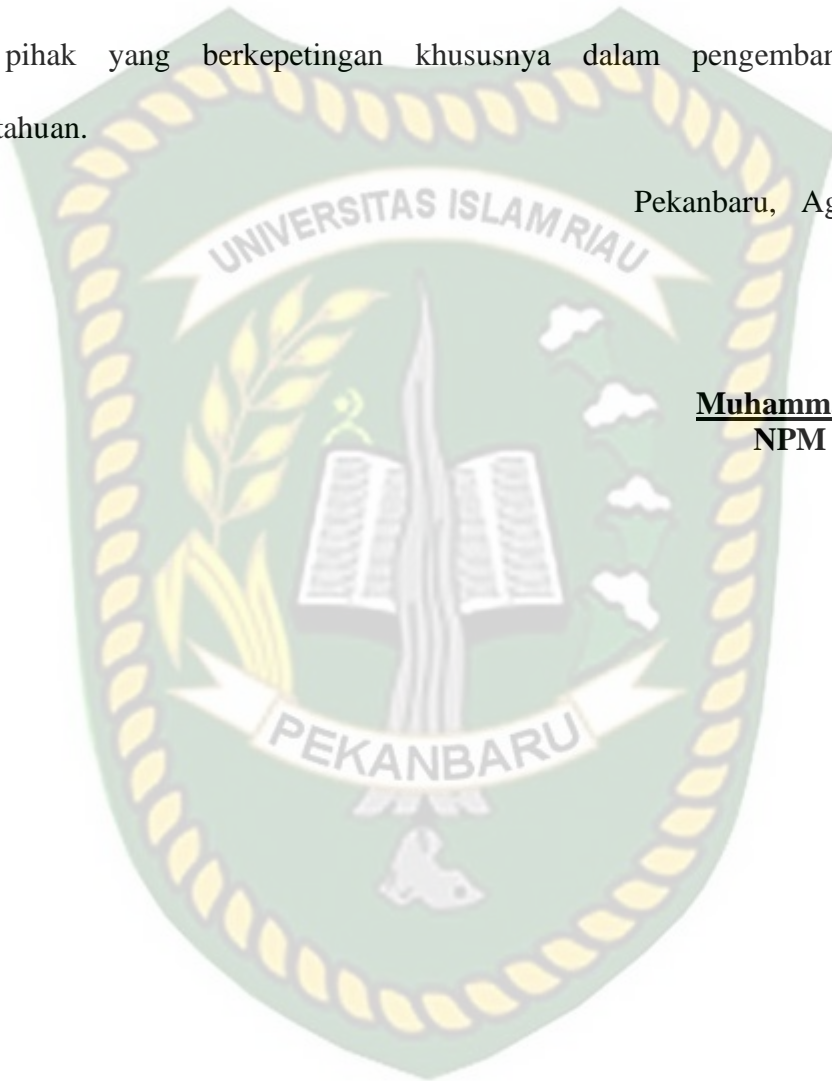 pihak yang berkepetingan khususnya dalam pengembar
tahuan.
UNIVERSITAS ISLAM RIAU
Pekanbaru, Ag
Muhamm
NPM
PEKANBARU